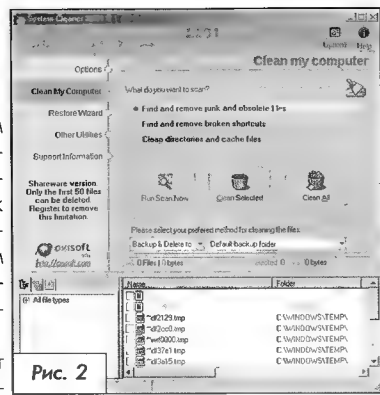 System Cleaner
Options Help
Clean my computer
Options
Clean My Computer
Restore Wizard
Other Utilities
Support Information
Shareware version.
Only the first 50 files
can be deleted.
Register to remove
this limitation.
http://
What do you want to scan?
Find and remove junk and obsolete files
Find and remove broken shortcuts
Clean directories and cache files
Run Scan Now
Clean Selected
Clean All
Please select your prefered method for cleaning the files.
Backup & Delete to
Default backup folder
0 Files | 0 bytes
0 bytes
All file types
Name
Folder
C:\WINDOWS\TEMP\
C:\WINDOWS\TEMP\
~wrf0000.tmp
C:\WINDOWS\TEMP\
C:\WINDOWS\TEMP\
C:\WINDOWS\TEMP\
Рис. 2